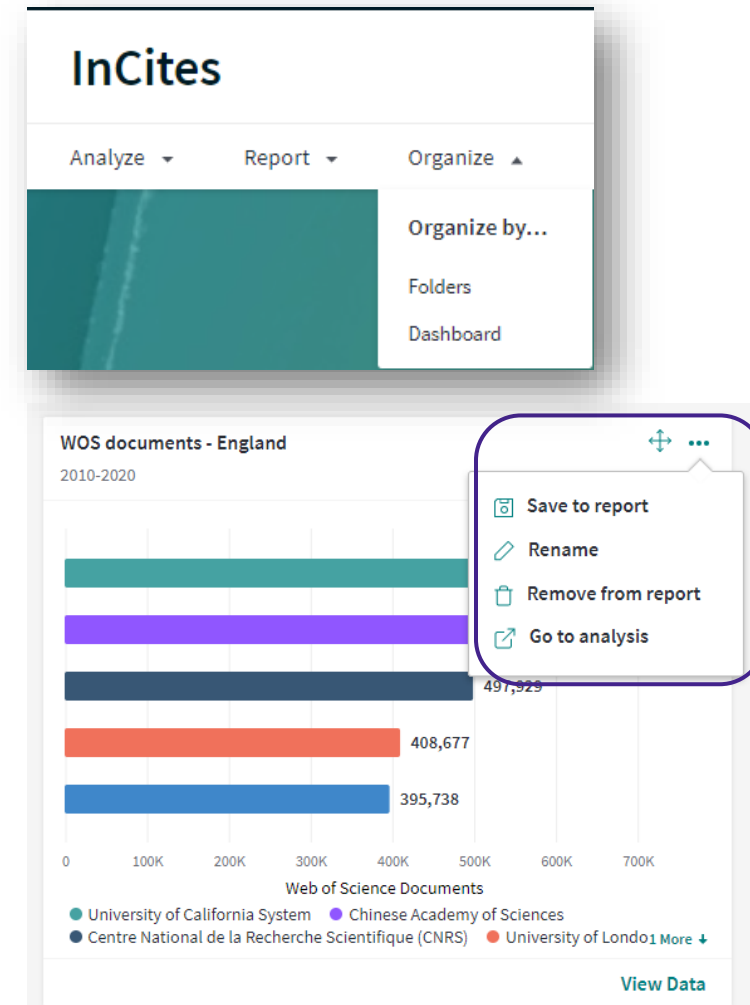 InCites
Analyze Report Organize
Organize by...
Folders
Dashboard
WOS documents - England
2010-2020
Save to report
Rename
Remove from report
Go to analysis
497,929
408,677
395,738
0 100K 200K 300K 400K 500K 600K 700K
Web of Science Documents
University of California System Chinese Academy of Sciences
Centre National de la Recherche Scientifique (CNRS) University of Londo 1 More
View Data